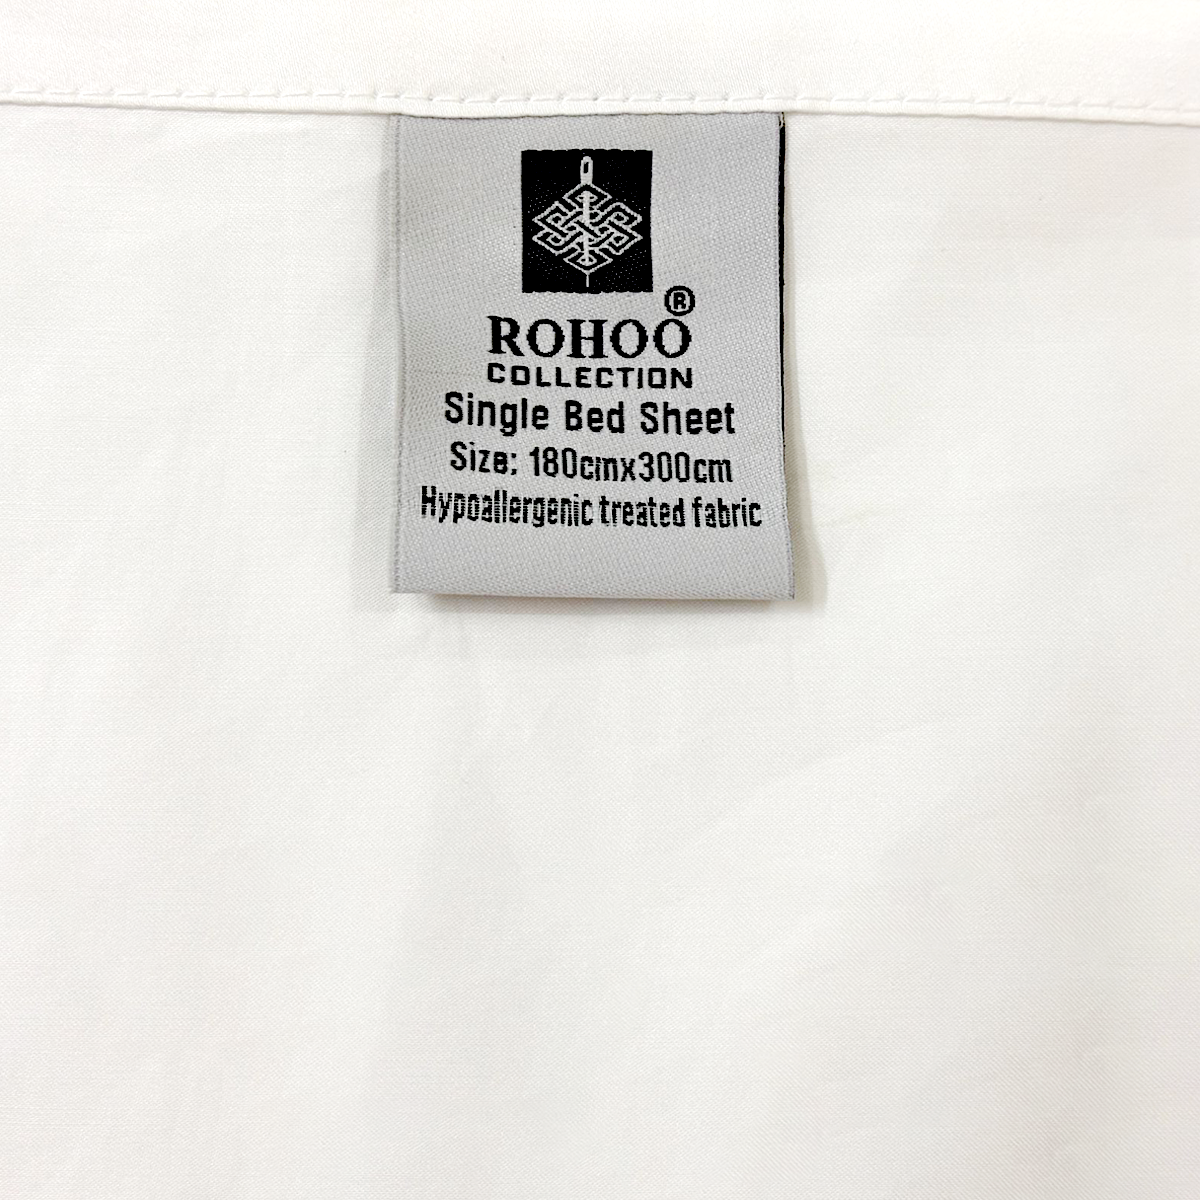 ®
ROHOO
COLLECTION
Single Bed Sheet
Size: 180cmx300cm
Hypoallergenic treated fabric